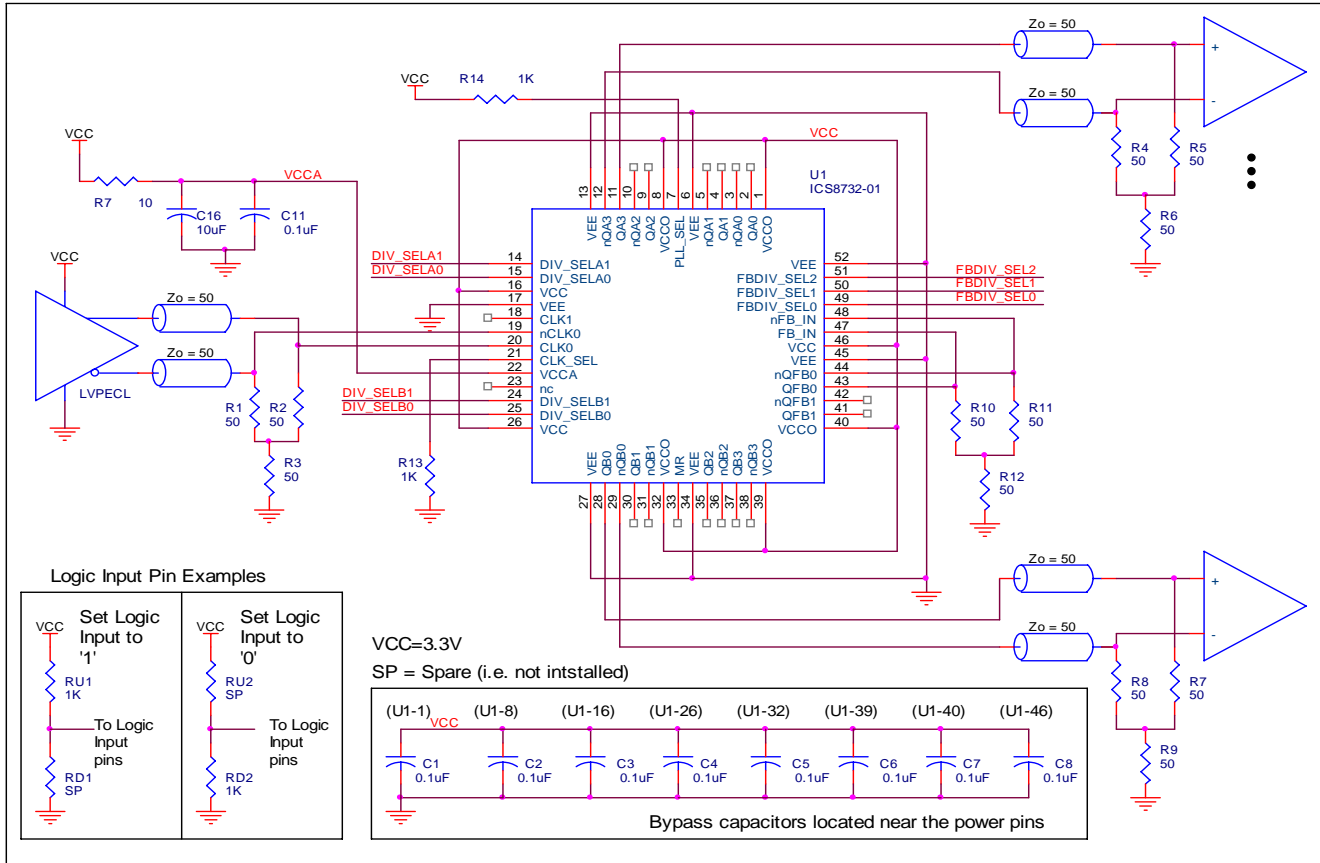 Zo = 50
+
-
Zo = 50
R4
50
R5
50
R6
50
VCC
R14 1K
VCC
R7 10
VCCA
C16
10uF
C11
0.1uF
VCC
U1
ICS8732-01
13 12 11 10 9 8 7 6 5 4 3 2 1
VEE nQA3 QA3 nQA2 QA2 VCCO PLL_SEL VEE nQA1 QA1 nQA0 QA0 VCCO
DIV_SELA1 14 DIV_SELA1
DIV_SELA0 15 DIV_SELA0
16 VCC
17 VEE
18 CLK1
19 nCLK0
20 CLK0
21 CLK_SEL
22 VCCA
23 nc
DIV_SELB1 24 DIV_SELB1
DIV_SELB0 25 DIV_SELB0
26 VCC
VEE 52
FBDIV_SEL2 51 FBDIV_SEL2
FBDIV_SEL1 50 FBDIV_SEL1
FBDIV_SEL0 49 FBDIV_SEL0
nFB_IN 48
FB_IN 47
VCC 46
VEE 45
nQFB0 44
QFB0 43
nQFB1 42
QFB1 41
VCCO 40
VEE QB0 nQB0 QB1 nQB1 VCCO MR VEE QB2 nQB2 QB3 nQB3 VCCO
27 28 29 30 31 32 33 34 35 36 37 38 39
VCC
Zo = 50
Zo = 50
LVPECL
R1
50
R2
50
R3
50
R13
1K
R10
50
R11
50
R12
50
Zo = 50
+
-
Zo = 50
R8
50
R7
50
R9
50
Logic Input Pin Examples
Set Logic
Input to
'1'
VCC
RU1
1K
To Logic
Input
pins
RD1
SP
Set Logic
Input to
'0'
VCC
RU2
SP
To Logic
Input
pins
RD2
1K
VCC=3.3V
SP = Spare (i.e. not intstalled)
(U1-1) (U1-8) (U1-16) (U1-26) (U1-32) (U1-39) (U1-40) (U1-46)
VCC
C1
0.1uF
C2
0.1uF
C3
0.1uF
C4
0.1uF
C5
0.1uF
C6
0.1uF
C7
0.1uF
C8
0.1uF
Bypass capacitors located near the power pins